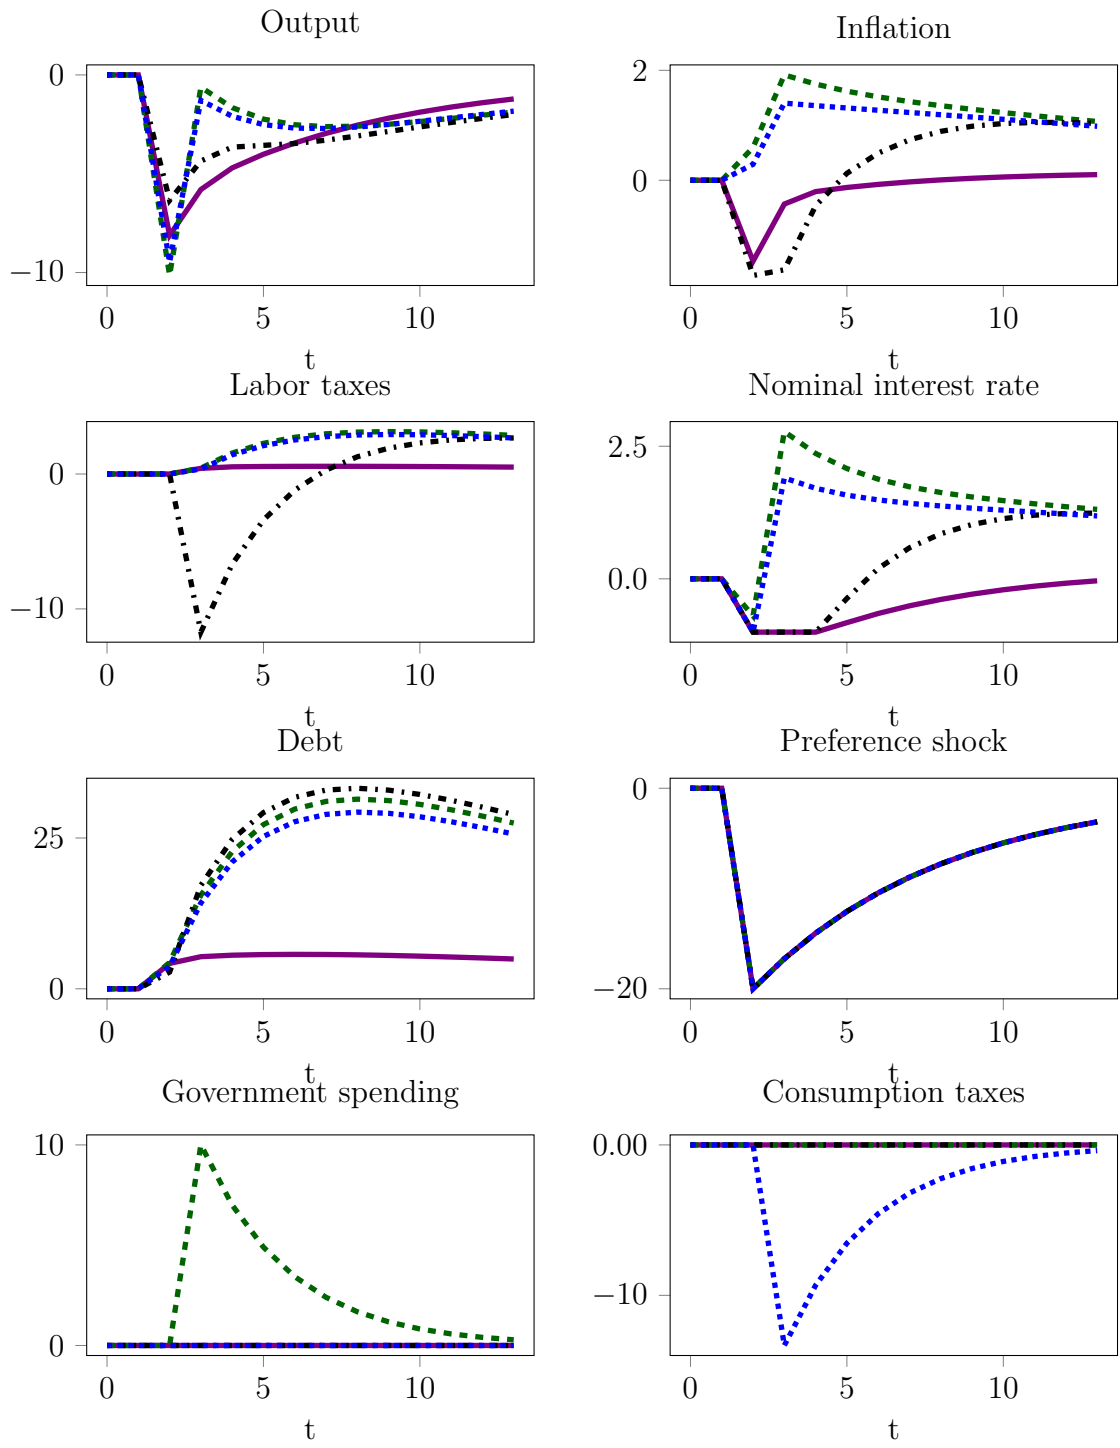 Output
0
−10
0 5 10
t
Inflation
2
0
0 5 10
t
Labor taxes
0
−10
0 5 10
t
Nominal interest rate
2.5
0.0
0 5 10
t
Debt
25
0
0 5 10
t
Preference shock
0
−20
0 5 10
t
Government spending
10
0
0 5 10
t
Consumption taxes
0.00
−10
0 5 10
t